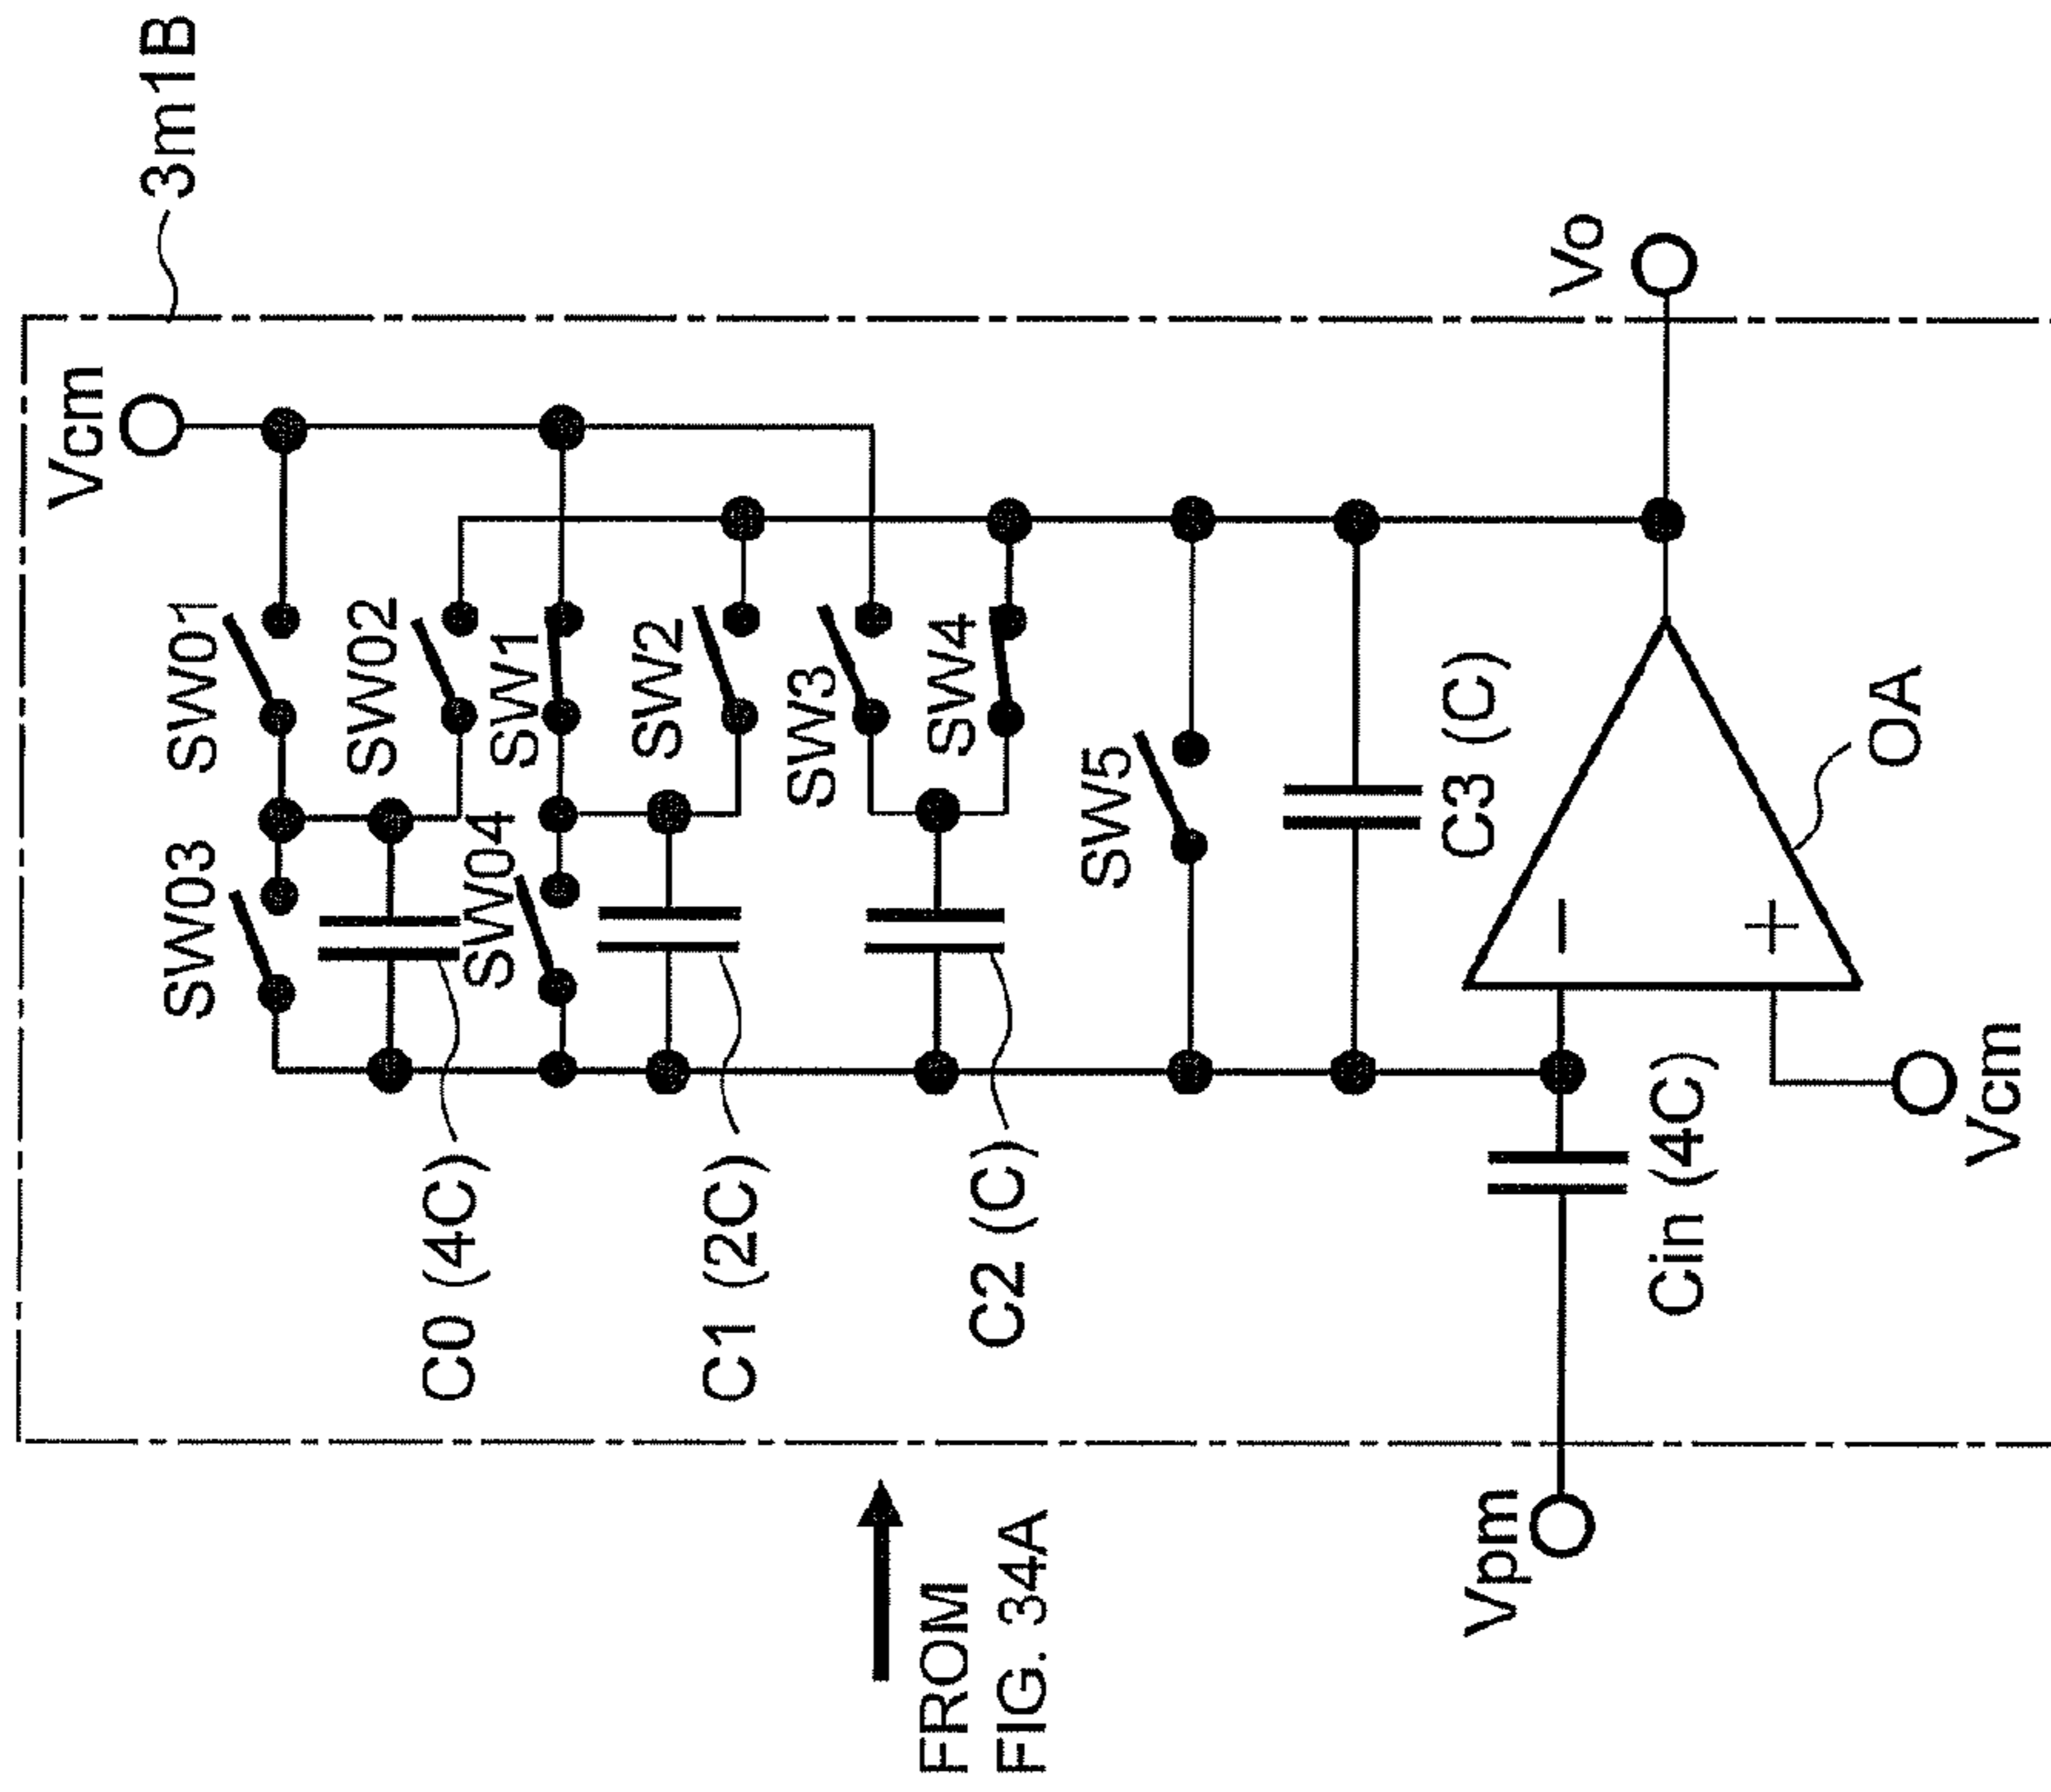 3m1B
Vcm
SW01
SW03
SW02
C0 (4C)
SW1
SW04
SW2
C1 (2C)
SW3
SW4
C2 (C)
FROM
FIG. 34A
SW5
C3 (C)
Vo
−
+
OA
Vpm
Cin (4C)
Vcm